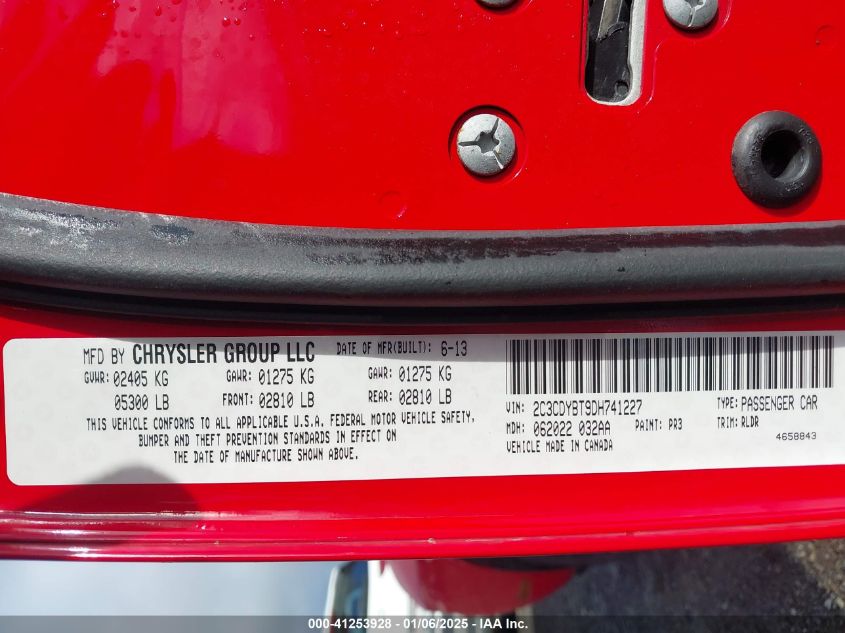 MFD BY CHRYSLER GROUP LLC DATE OF MFR(BUILT): 6-13
GVWR: 02405 KG GAWR: 01275 KG GAWR: 01275 KG
05300 LB FRONT: 02810 LB REAR: 02810 LB
THIS VEHICLE CONFORMS TO ALL APPLICABLE U.S.A. FEDERAL MOTOR VEHICLE SAFETY,
BUMPER AND THEFT PREVENTION STANDARDS IN EFFECT ON
THE DATE OF MANUFACTURE SHOWN ABOVE.
VIN: 2C3CDYBT9DH741227 TYPE: PASSENGER CAR
MDH: 062022 032AA PAINT: PR3 TRIM: RLDR
VEHICLE MADE IN CANADA 4658843
000-41253928 - 01/06/2025 - IAA Inc.